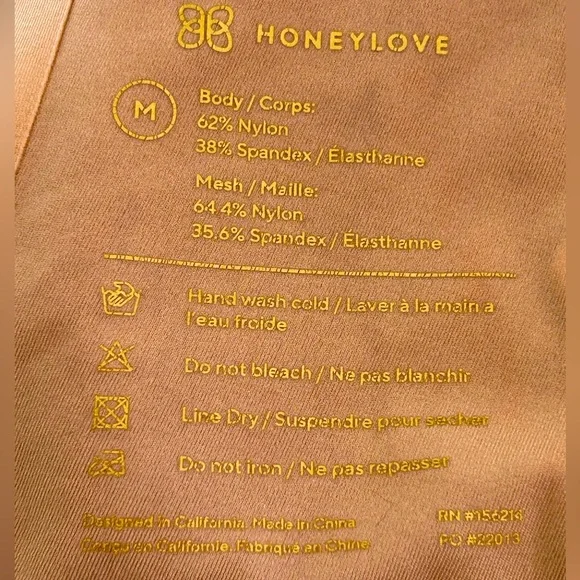 HONEYLOVE
M
Body / Corps:
62% Nylon
38% Spandex / Élasthanne
Mesh / Maille:
64.4% Nylon
35.6% Spandex / Élasthanne
Hand wash cold / Laver à la main a
l'eau froide
Do not bleach / Ne pas blanchir
Line Dry / Suspendre pour sécher
Do not iron / Ne pas repasser
Designed in California. Made in China
Conçu en Californie. Fabriqué en Chine
RN #156214
PO #22013